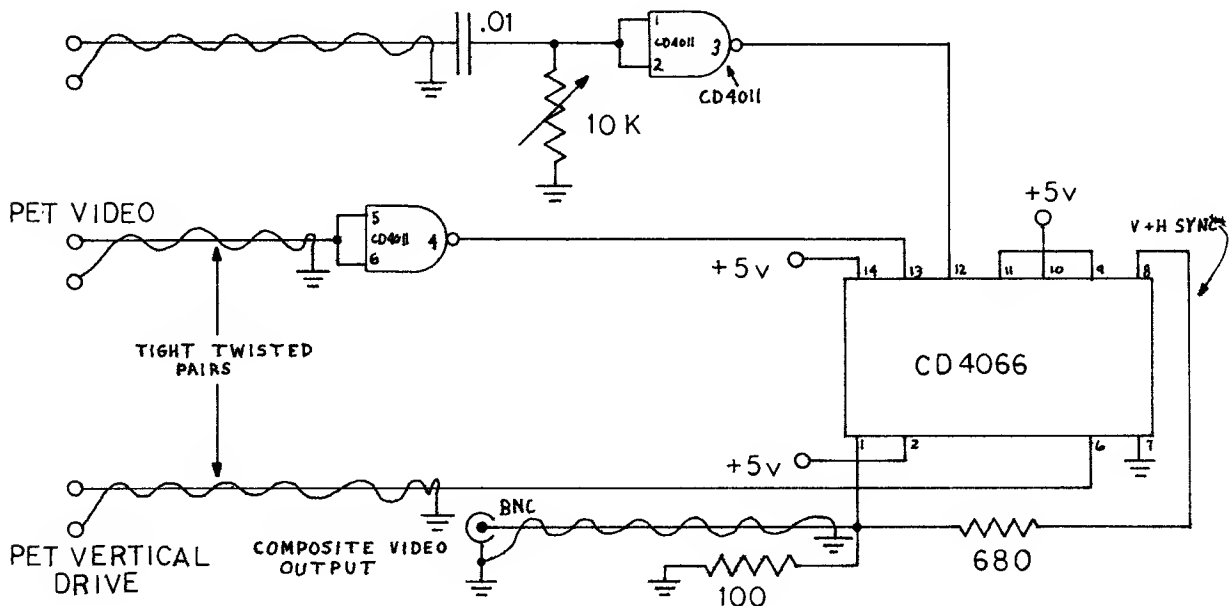 .01
1
CD4011
3
2
CD4011
10 K
PET VIDEO
5
CD4011
4
6
+5v
V + H SYNC
+5v
14
13
12
11
10
9
8
TIGHT TWISTED
PAIRS
CD 4066
1
2
6
7
+5v
BNC
COMPOSITE VIDEO
OUTPUT
680
100
PET VERTICAL
DRIVE